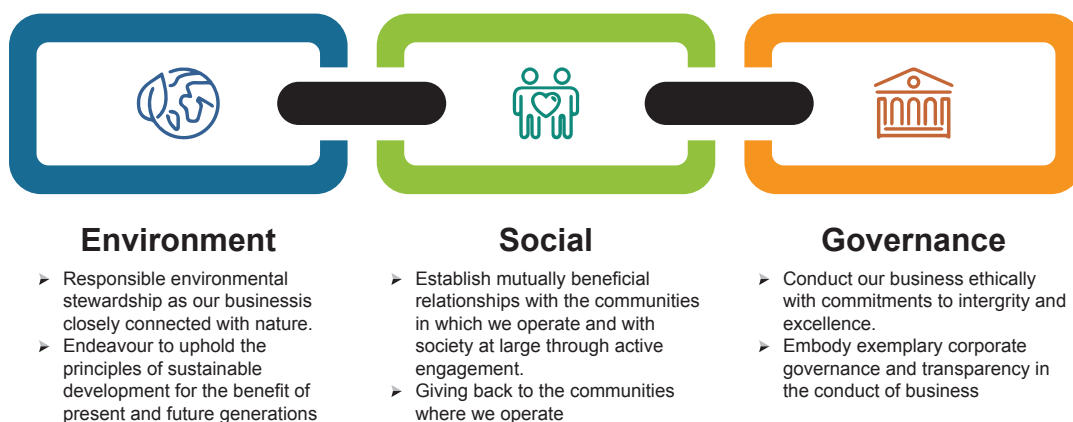 Environment
➢ Responsible environmental
stewardship as our businessis
closely connected with nature.
➢ Endeavour to uphold the
principles of sustainable
development for the benefit of
present and future generations
Social
➢ Establish mutually beneficial
relationships with the communities
in which we operate and with
society at large through active
engagement.
➢ Giving back to the communities
where we operate
Governance
➢ Conduct our business ethically
with commitments to intergrity and
excellence.
➢ Embody exemplary corporate
governance and transparency in
the conduct of business